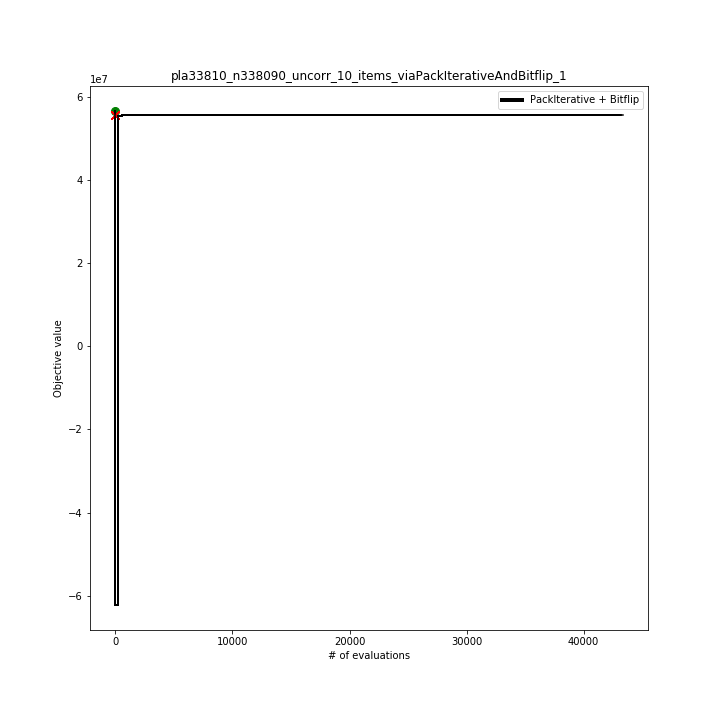 pla33810_n338090_uncorr_10_items_viaPackIterativeAndBitflip_1
1e7
PackIterative + Bitflip
6
4
2
0
−2
−4
−6
Objective value
0 10000 20000 30000 40000
# of evaluations